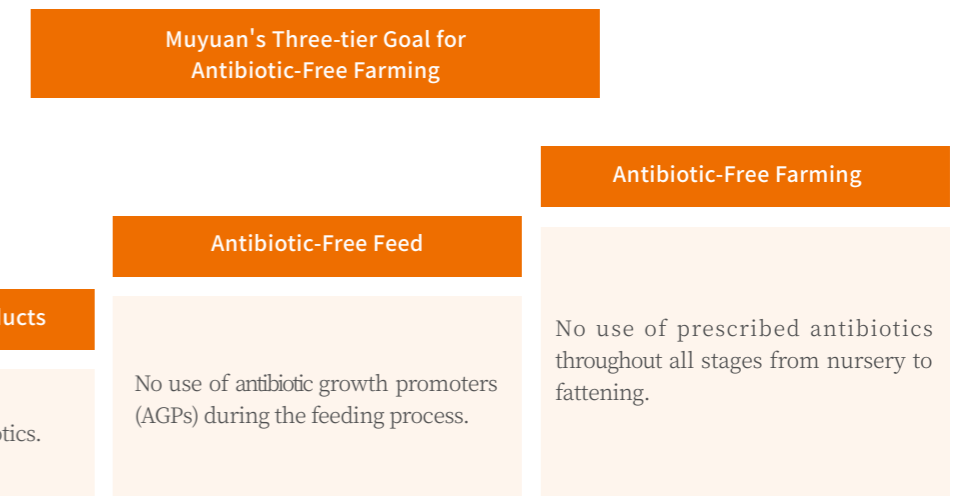 Muyuan's Three-tier Goal for
Antibiotic-Free Farming
Antibiotic-Free Farming
Antibiotic-Free Feed
No use of prescribed antibiotics
throughout all stages from nursery to
fattening.
No use of antibiotic growth promoters
(AGPs) during the feeding process.